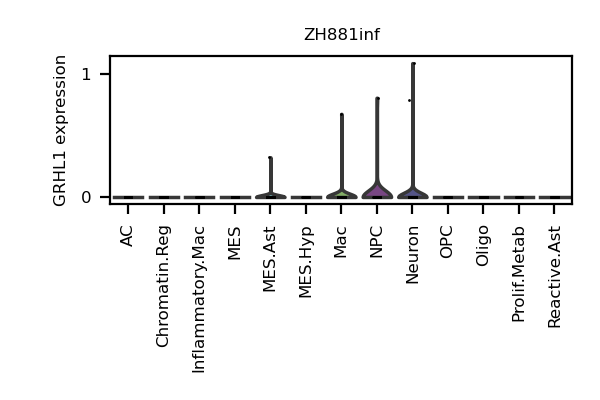 ZH881inf
GRHL1 expression
1
0
AC
Chromatin.Reg
Inflammatory.Mac
MES
MES.Ast
MES.Hyp
Mac
NPC
Neuron
OPC
Oligo
Prolif.Metab
Reactive.Ast